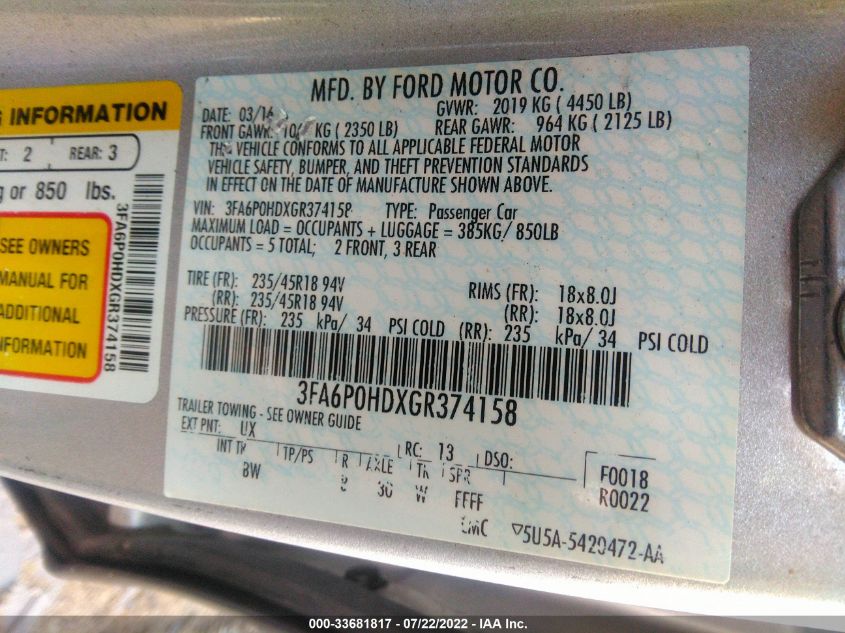 G INFORMATION
T: 2 REAR: 3
g or 850 lbs.
SEE OWNERS
MANUAL FOR
ADDITIONAL
INFORMATION
3FA6P0HDXGR374158
MFD. BY FORD MOTOR CO.
DATE: 03/16 GVWR: 2019 KG ( 4450 LB)
FRONT GAWR: KG ( 2350 LB) REAR GAWR: 964 KG ( 2125 LB)
VEHICLE CONFORMS TO ALL APPLICABLE FEDERAL MOTOR
VEHICLE SAFETY, BUMPER, AND THEFT PREVENTION STANDARDS
IN EFFECT ON THE DATE OF MANUFACTURE SHOWN ABOVE.
VIN: 3FA6P0HDXGR374158 TYPE: Passenger Car
MAXIMUM LOAD = OCCUPANTS + LUGGAGE = 385KG/ 850LB
OCCUPANTS = 5 TOTAL; 2 FRONT, 3 REAR
TIRE (FR): 235/45R18 94V RIMS (FR): 18x8.0J
(RR): 235/45R18 94V (RR): 18x8.0J
PRESSURE (FR): 235 kPa/ 34 PSI COLD (RR): 235 kPa/ 34 PSI COLD
3FA6P0HDXGR374158
TRAILER TOWING - SEE OWNER GUIDE
EXT PNT: UX RC: 13 DSO:
INT TR TP/PS R AXLE TR SPR F0018
BW W FFFF R0022
▽5U5A-5420472-AA
000-33681817 / 07/22/2022 - IAA Inc.